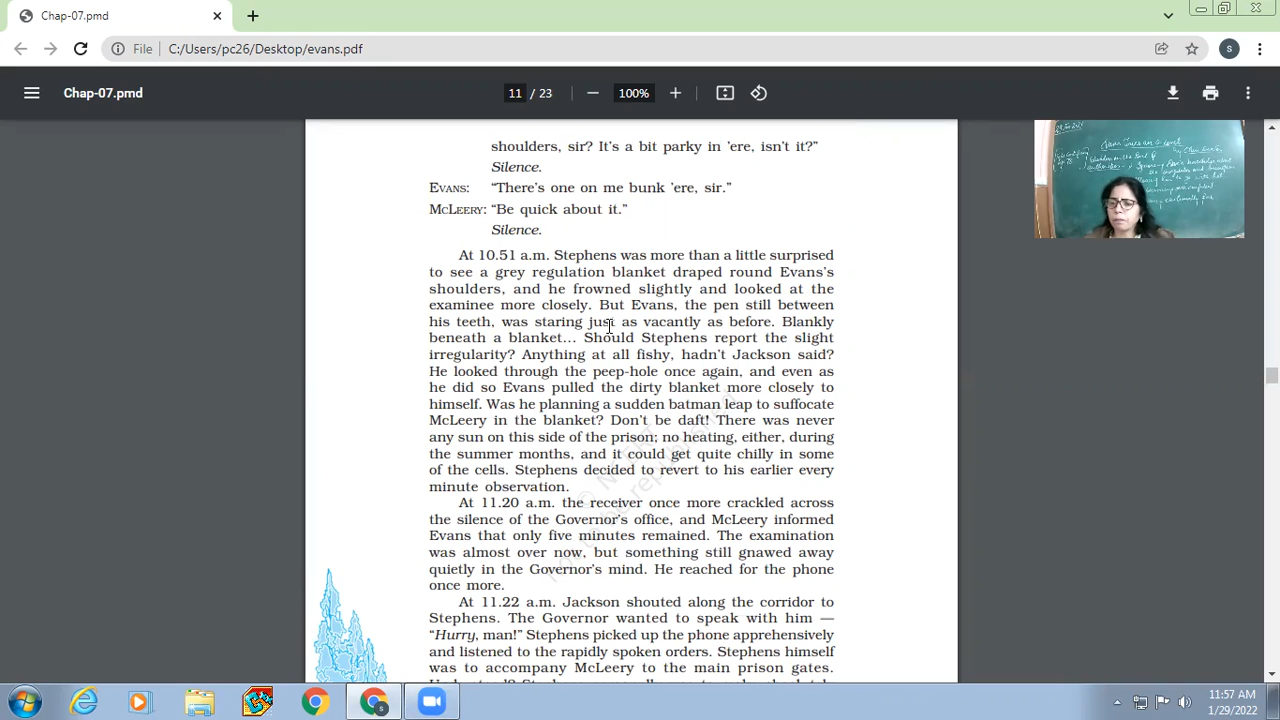 Chap-07.pmd
File C:/Users/pc26/Desktop/evans.pdf
S
Chap-07.pmd
11 / 23
100%
shoulders, sir? It's a bit parky in 'ere, isn't it?”
Silence.
EVANS: “There's one on me bunk 'ere, sir.”
MCLEERY: “Be quick about it.”
Silence.
At 10.51 a.m. Stephens was more than a little surprised
to see a grey regulation blanket draped round Evans's
shoulders, and he frowned slightly and looked at the
examinee more closely. But Evans, the pen still between
his teeth, was staring just as vacantly as before. Blankly
beneath a blanket... Should Stephens report the slight
irregularity? Anything at all fishy, hadn't Jackson said?
He looked through the peep-hole once again, and even as
he did so Evans pulled the dirty blanket more closely to
himself. Was he planning a sudden batman leap to suffocate
McLeery in the blanket? Don't be daft! There was never
any sun on this side of the prison; no heating, either, during
the summer months, and it could get quite chilly in some
of the cells. Stephens decided to revert to his earlier every
minute observation.
At 11.20 a.m. the receiver once more crackled across
the silence of the Governor's office, and McLeery informed
Evans that only five minutes remained. The examination
was almost over now, but something still gnawed away
quietly in the Governor's mind. He reached for the phone
once more.
At 11.22 a.m. Jackson shouted along the corridor to
Stephens. The Governor wanted to speak with him —
“Hurry, man!” Stephens picked up the phone apprehensively
and listened to the rapidly spoken orders. Stephens himself
was to accompany McLeery to the main prison gates.
11:57 AM
1/29/2022